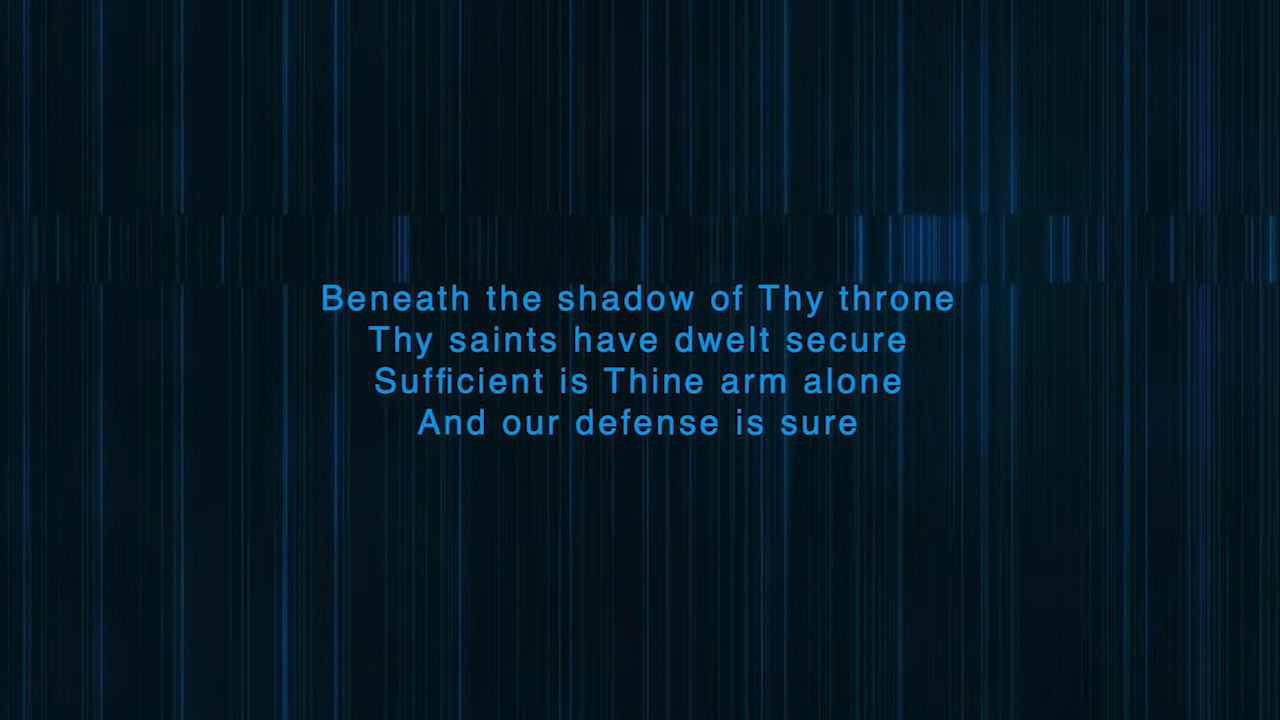 Beneath the shadow of Thy throne
Thy saints have dwelt secure
Sufficient is Thine arm alone
And our defense is sure